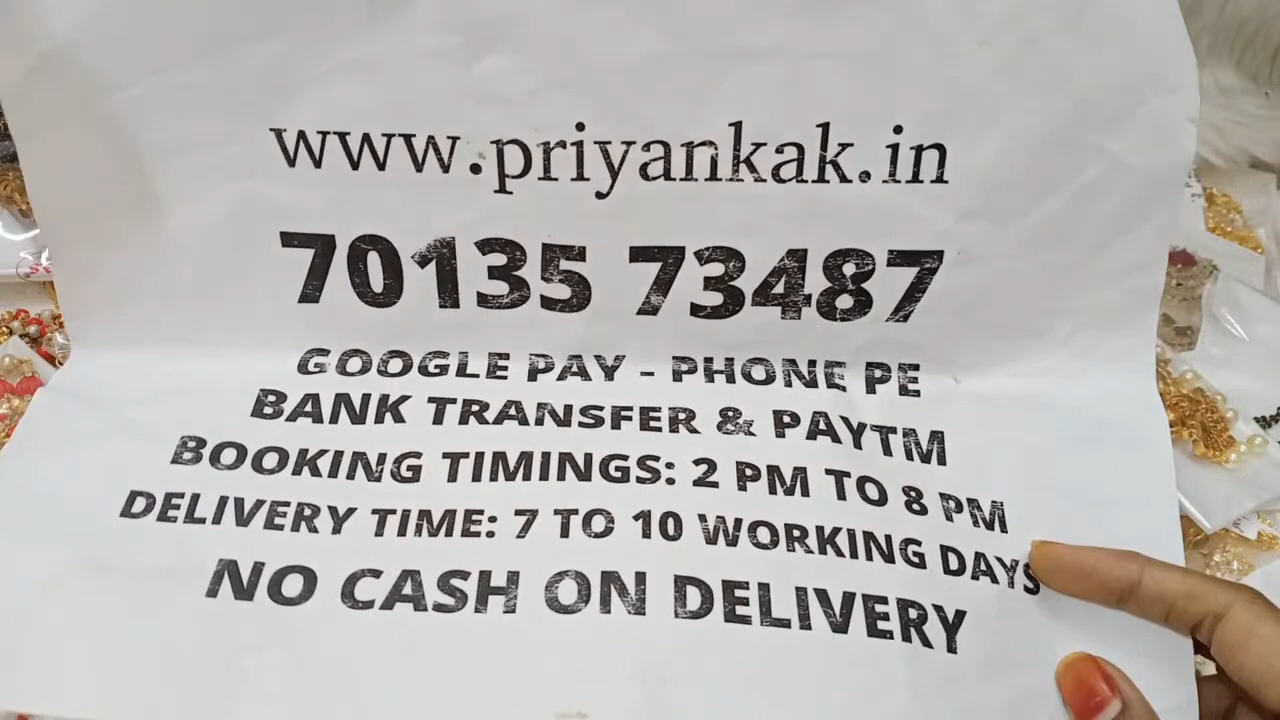 www.priyankak.in
70135 73487
GOOGLE PAY - PHONE PE
BANK TRANSFER & PAYTM
BOOKING TIMINGS: 2 PM TO 8 PM
DELIVERY TIME: 7 TO 10 WORKING DAYS
NO CASH ON DELIVERY